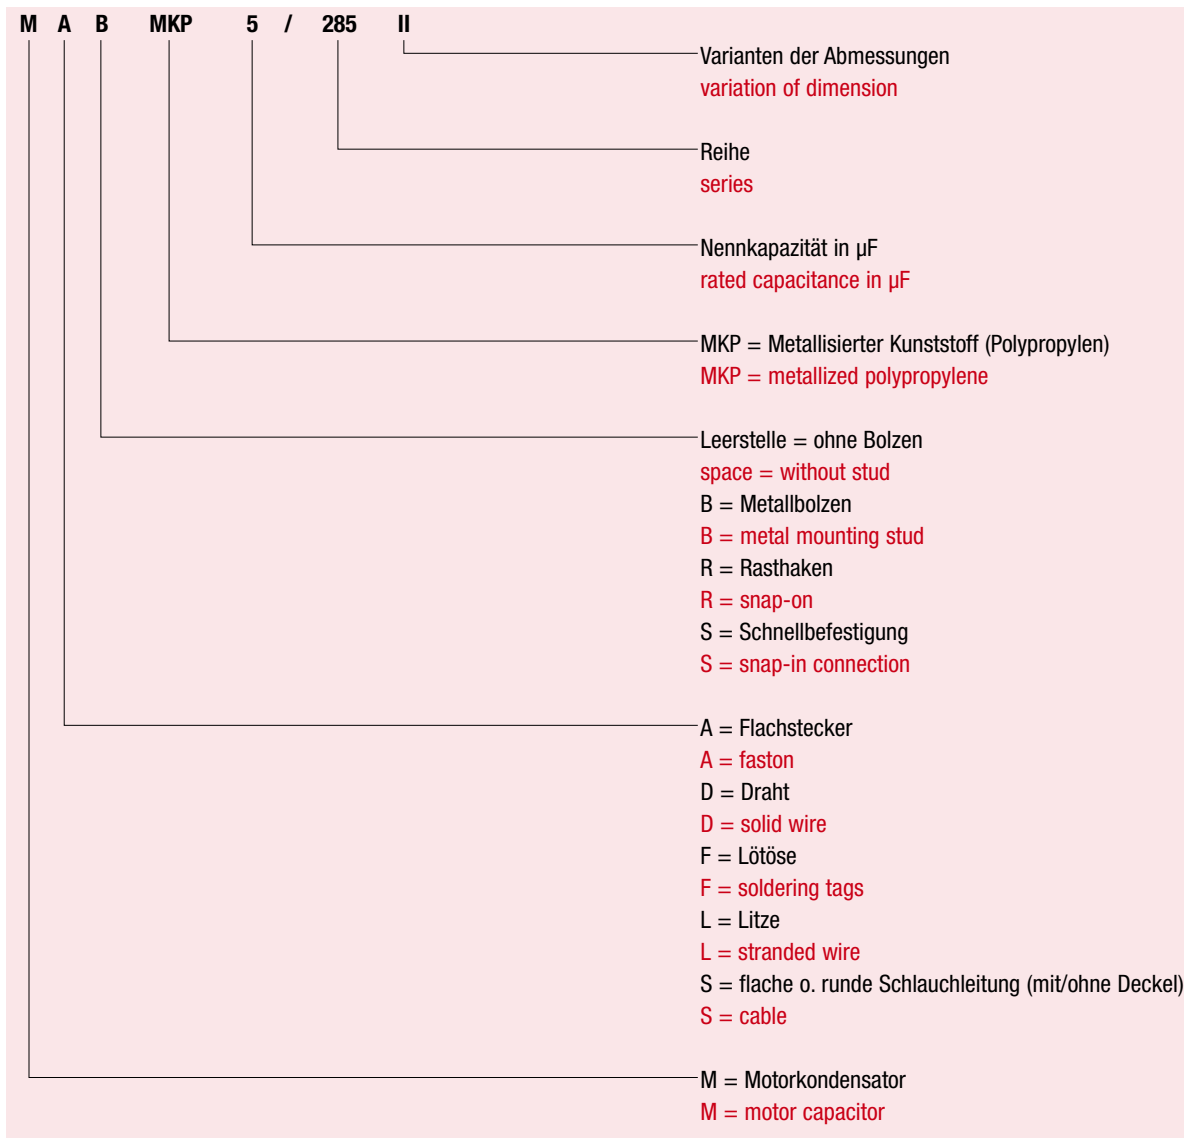 M A B MKP 5 / 285 II
Varianten der Abmessungen
variation of dimension
Reihe
series
Nennkapazität in µF
rated capacitance in µF
MKP = Metallisierter Kunststoff (Polypropylen)
MKP = metallized polypropylene
Leerstelle = ohne Bolzen
space = without stud
B = Metallbolzen
B = metal mounting stud
R = Rasthaken
R = snap-on
S = Schnellbefestigung
S = snap-in connection
A = Flachstecker
A = faston
D = Draht
D = solid wire
F = Lötöse
F = soldering tags
L = Litze
L = stranded wire
S = flache o. runde Schlauchleitung (mit/ohne Deckel)
S = cable
M = Motorkondensator
M = motor capacitor